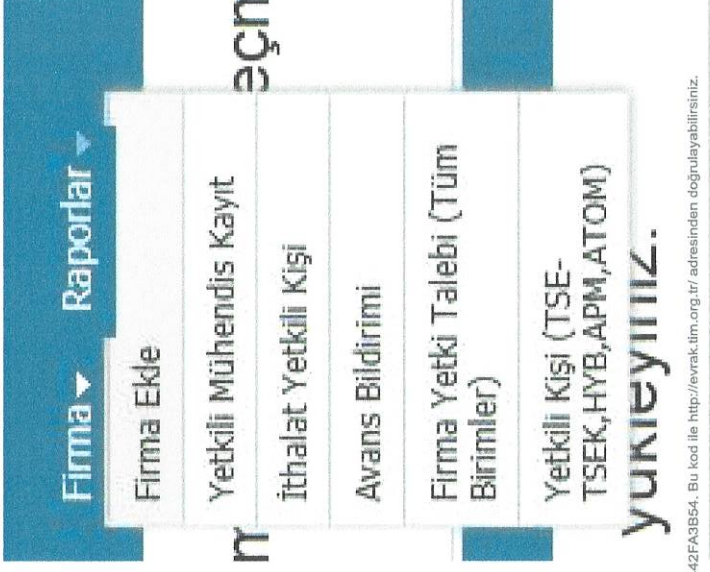 Firma Raporlar
Firma Ekle
Yetkili Mühendis Kayıt
İthalat Yetkili Kişi
Avans Bildirimi
Firma Yetki Talebi (Tüm
Birimler)
Yetkili Kişi (TSE-
TSEK,HYB,APM,ATOM)
yükleyiniz.
42FA3B54. Bu kod ile http://evrak.tim.org.tr/ adresinden doğrulayabilirsiniz.